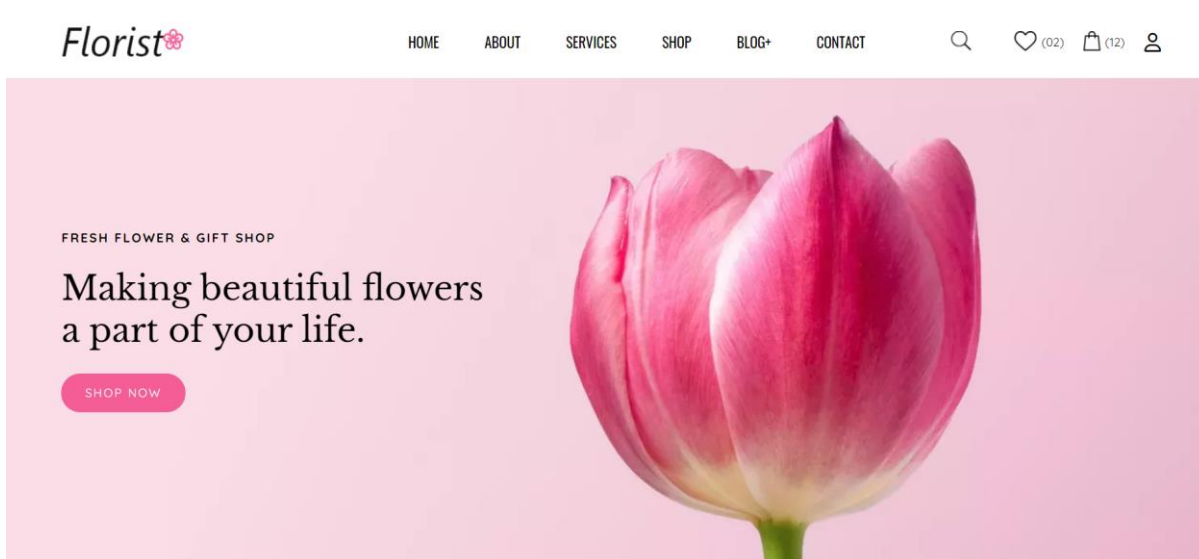 Florist
HOME ABOUT SERVICES SHOP BLOG+ CONTACT (02) (12)
FRESH FLOWER & GIFT SHOP
Making beautiful flowers
a part of your life.
SHOP NOW